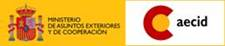 MINISTERIO
DE ASUNTOS EXTERIORES
Y DE COOPERACIÓN
aecid